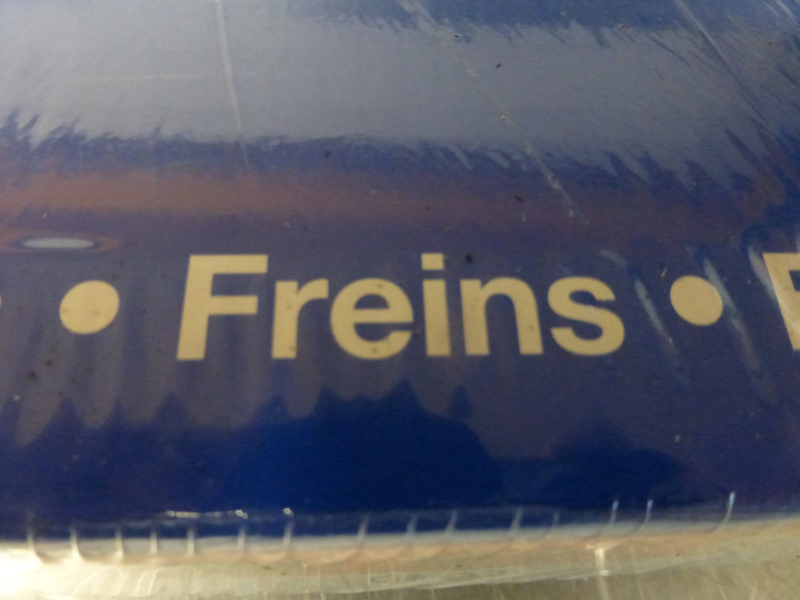 • Freins •